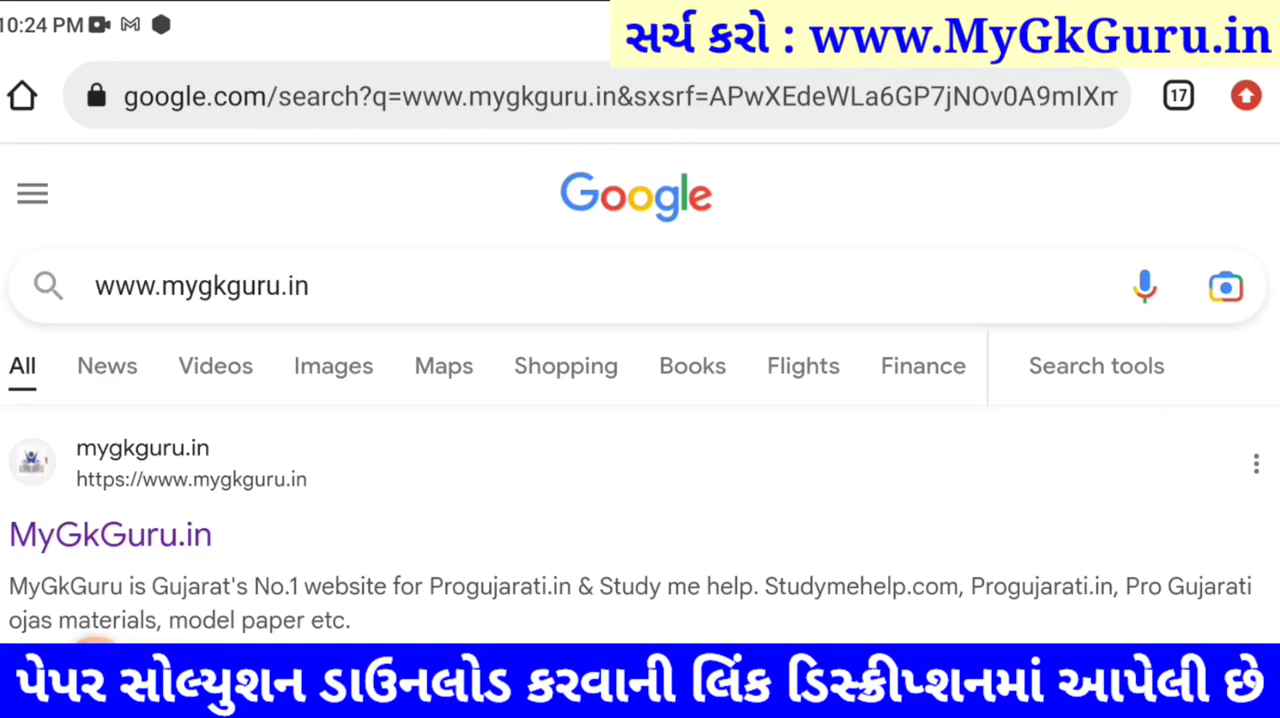 10:24 PM
સર્ચ કરો : www.MyGkGuru.in
google.com/search?q=www.mygkguru.in&sxsrf=APwXEdeWLa6GP7jNOv0A9mIXm
17
Google
www.mygkguru.in
All News Videos Images Maps Shopping Books Flights Finance Search tools
mygkguru.in
https://www.mygkguru.in
MyGkGuru.in
MyGkGuru is Gujarat's No.1 website for Progujarati.in & Study me help. Studymehelp.com, Progujarati.in, Pro Gujarati
ojas materials, model paper etc.
પેપર સોલ્યુશન ડાઉનલોડ કરવાની લિંક ડિસ્ક્રીપ્શનમાં આપેલી છે